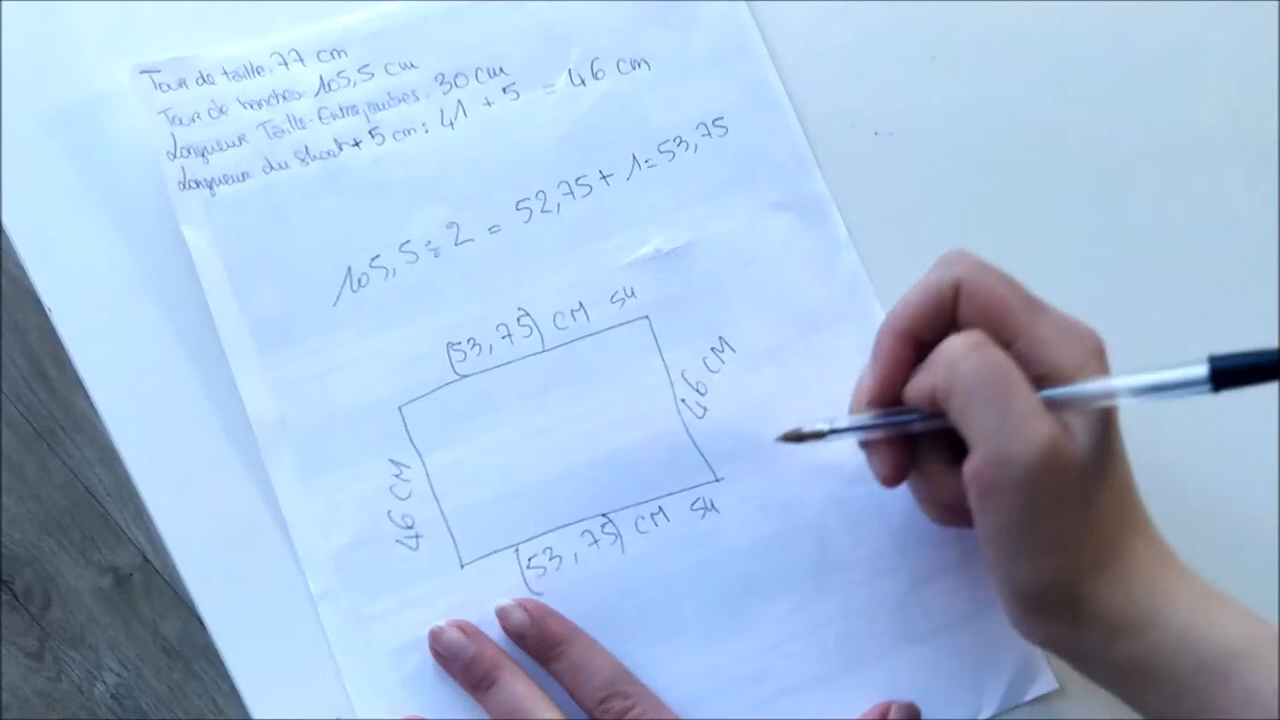 Tour de taille: 77 cm
Tour de hanches: 105,5 cm
Longueur Taille-Entrejambes: 30 cm
Longueur du short + 5 cm: 41 + 5 = 46 cm
105,5 ÷ 2 = 52,75 + 1 = 53,75
(53,75) CM 54
46 CM
46 CM
(53,75) CM 54